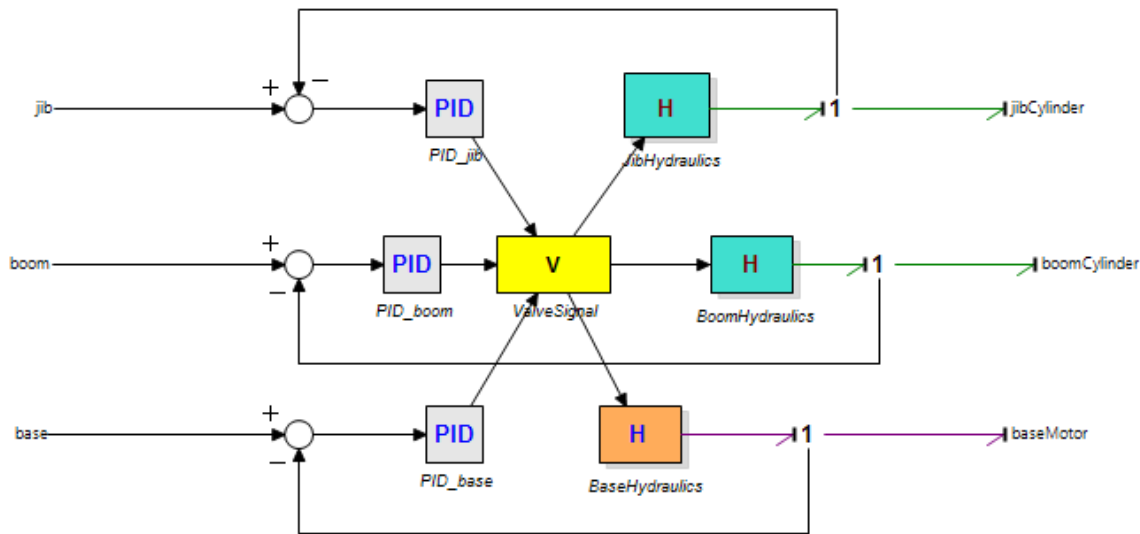 +
−
jib
PID
PID_jib
H
JibHydraulics
1
jibCylinder
+
−
boom
PID
PID_boom
V
ValveSignal
H
BoomHydraulics
1
boomCylinder
+
−
base
PID
PID_base
H
BaseHydraulics
1
baseMotor